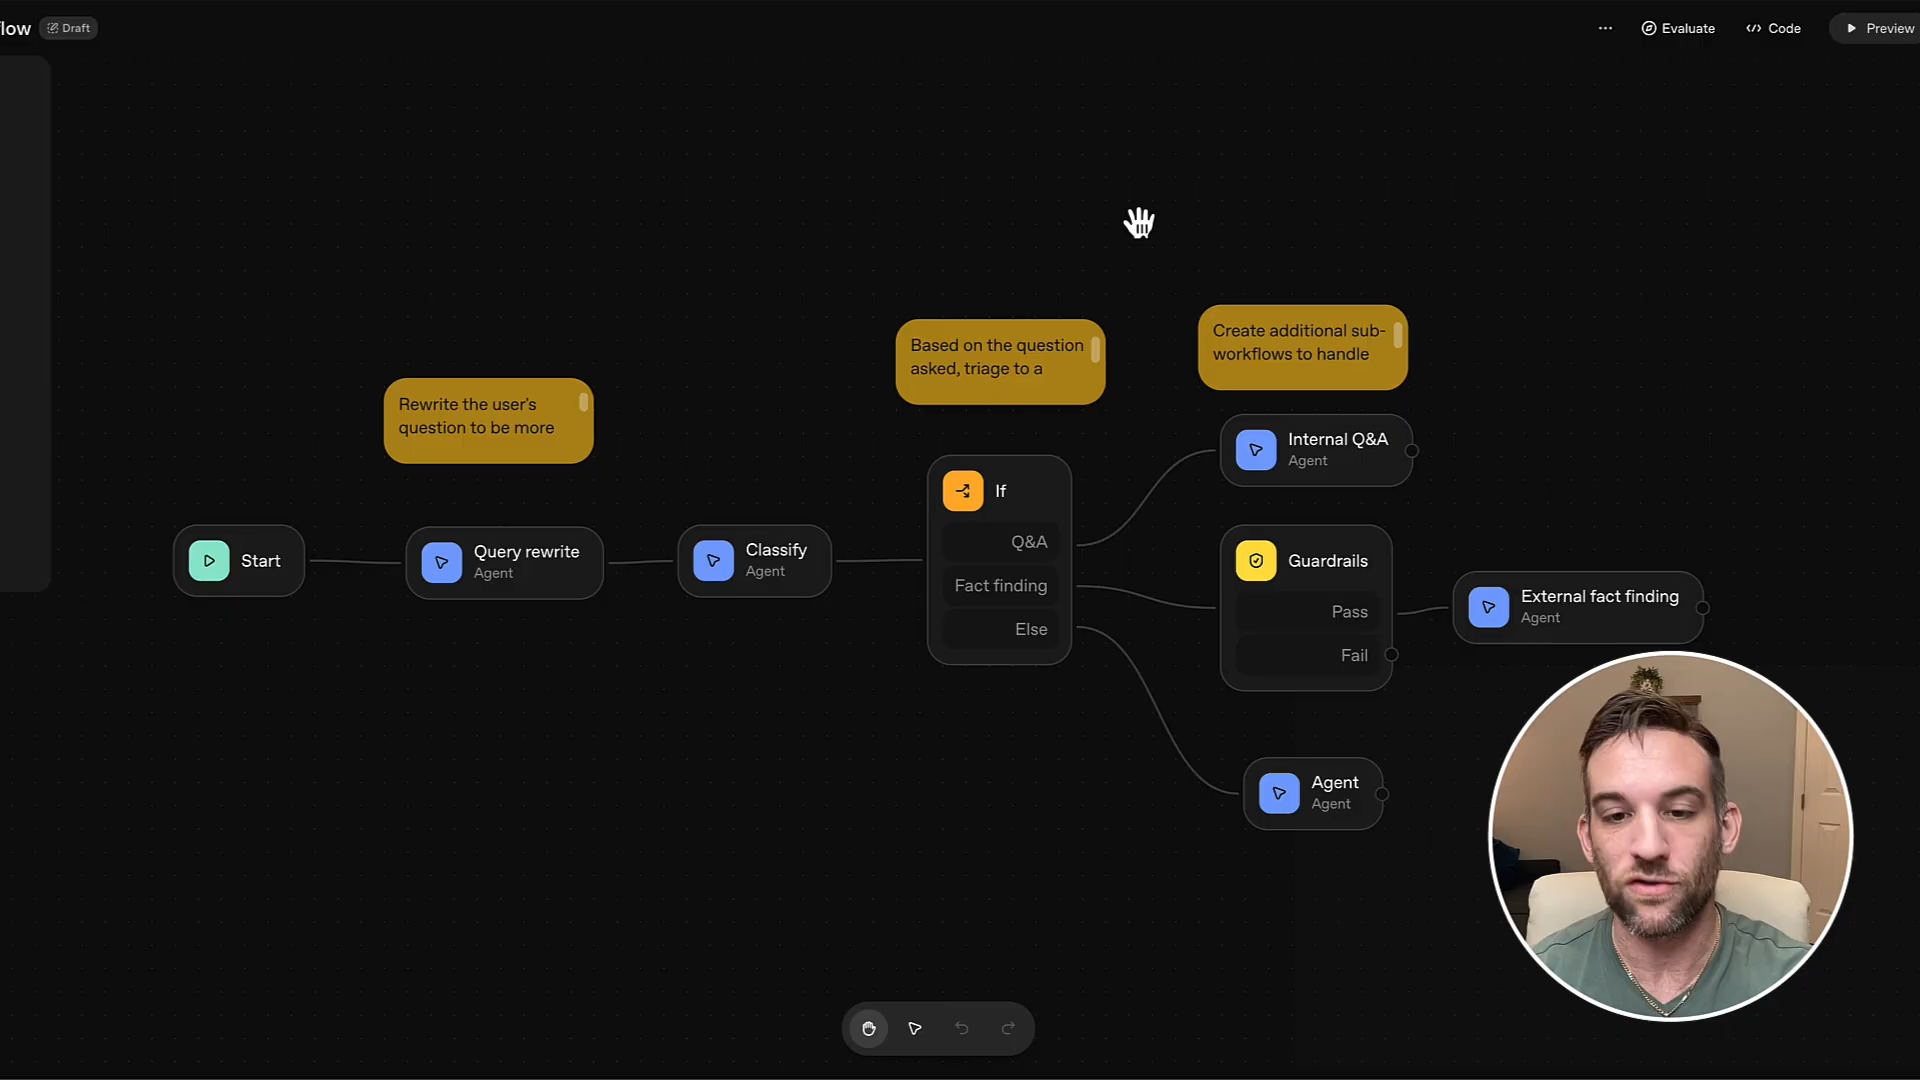 flow
Draft
Evaluate
Code
Preview
Rewrite the user's
question to be more
Based on the question
asked, triage to a
Create additional sub-
workflows to handle
Start
Query rewrite
Agent
Classify
Agent
If
Q&A
Fact finding
Else
Internal Q&A
Agent
Guardrails
Pass
Fail
External fact finding
Agent
Agent
Agent